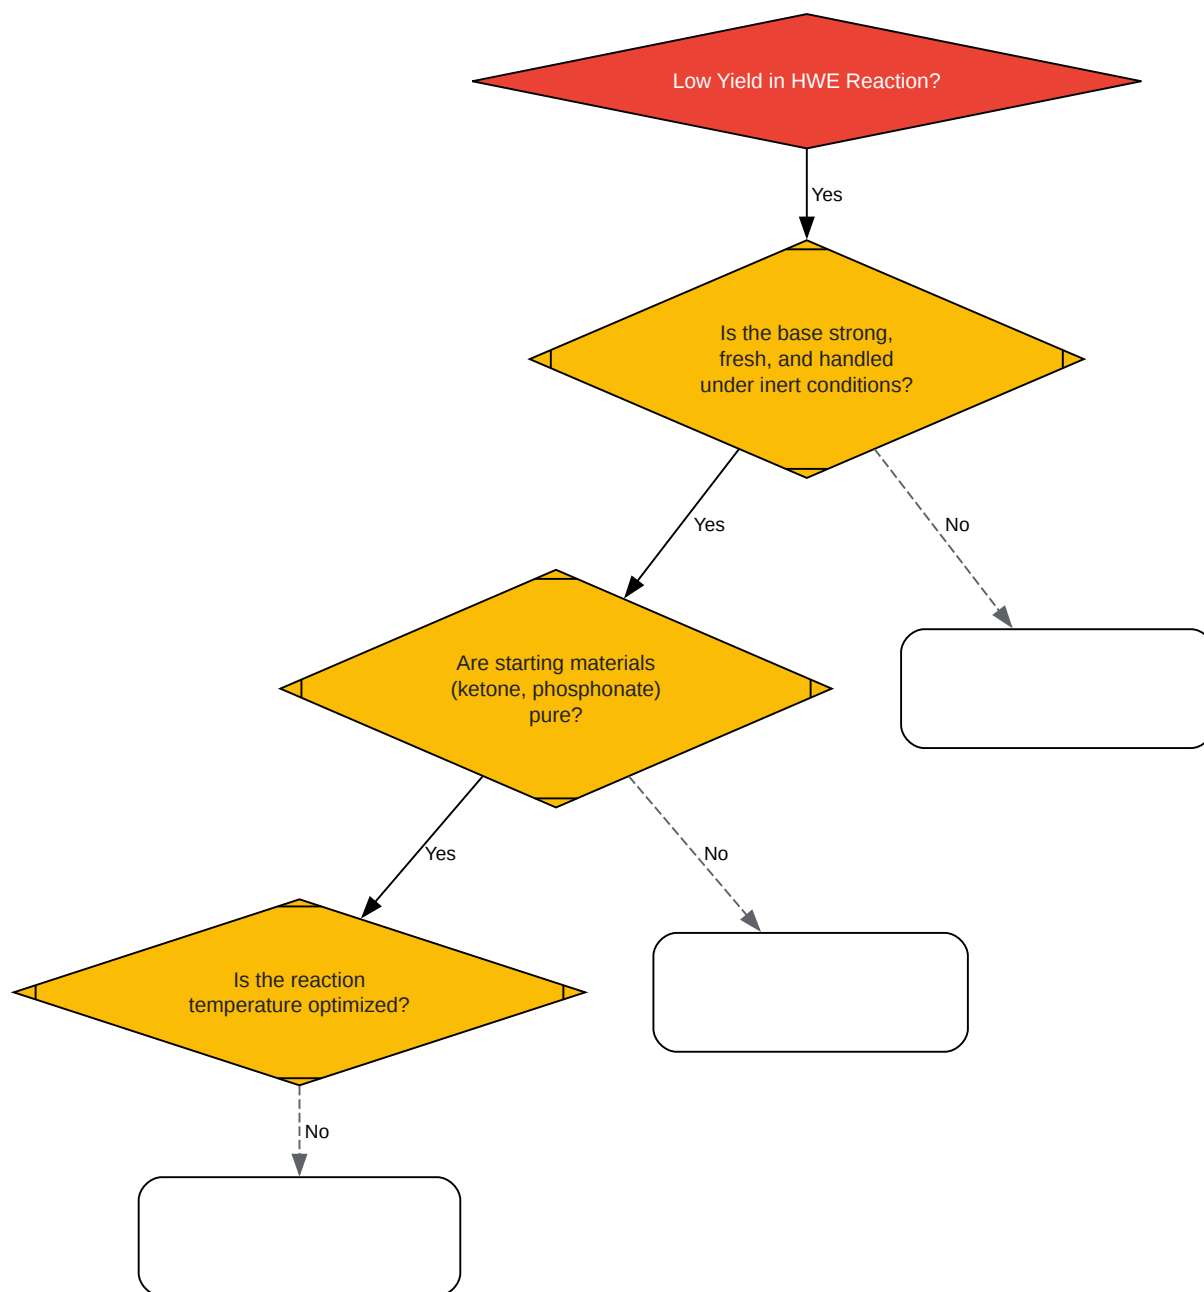 Low Yield in HWE Reaction?
Yes
Is the base strong,
fresh, and handled
under inert conditions?
Yes
No
Are starting materials
(ketone, phosphonate)
pure?
Yes
No
Is the reaction
temperature optimized?
No